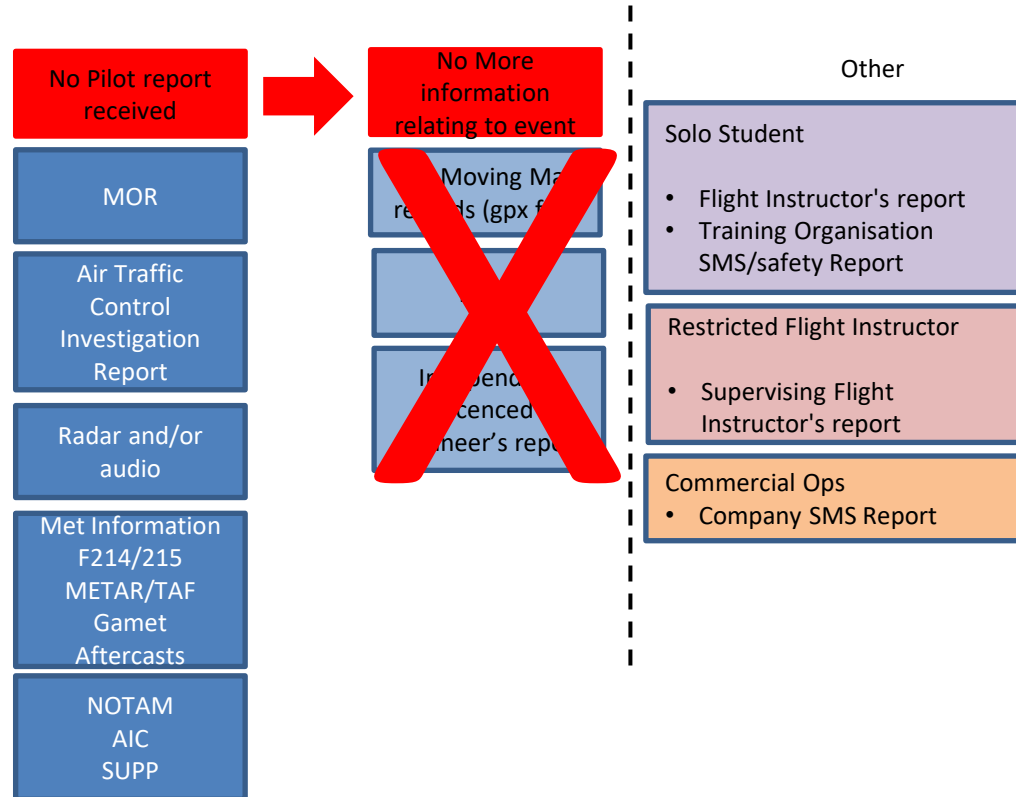 No Pilot report
received
MOR
Air Traffic
Control
Investigation
Report
Radar and/or
audio
Met Information
F214/215
METAR/TAF
Gamet
Aftercasts
NOTAM
AIC
SUPP
No More
information
relating to event
Moving
(gpx
report
Other
Solo Student
• Flight Instructor's report
• Training Organisation
SMS/safety Report
Restricted Flight Instructor
• Supervising Flight
Instructor's report
Commercial Ops
• Company SMS Report